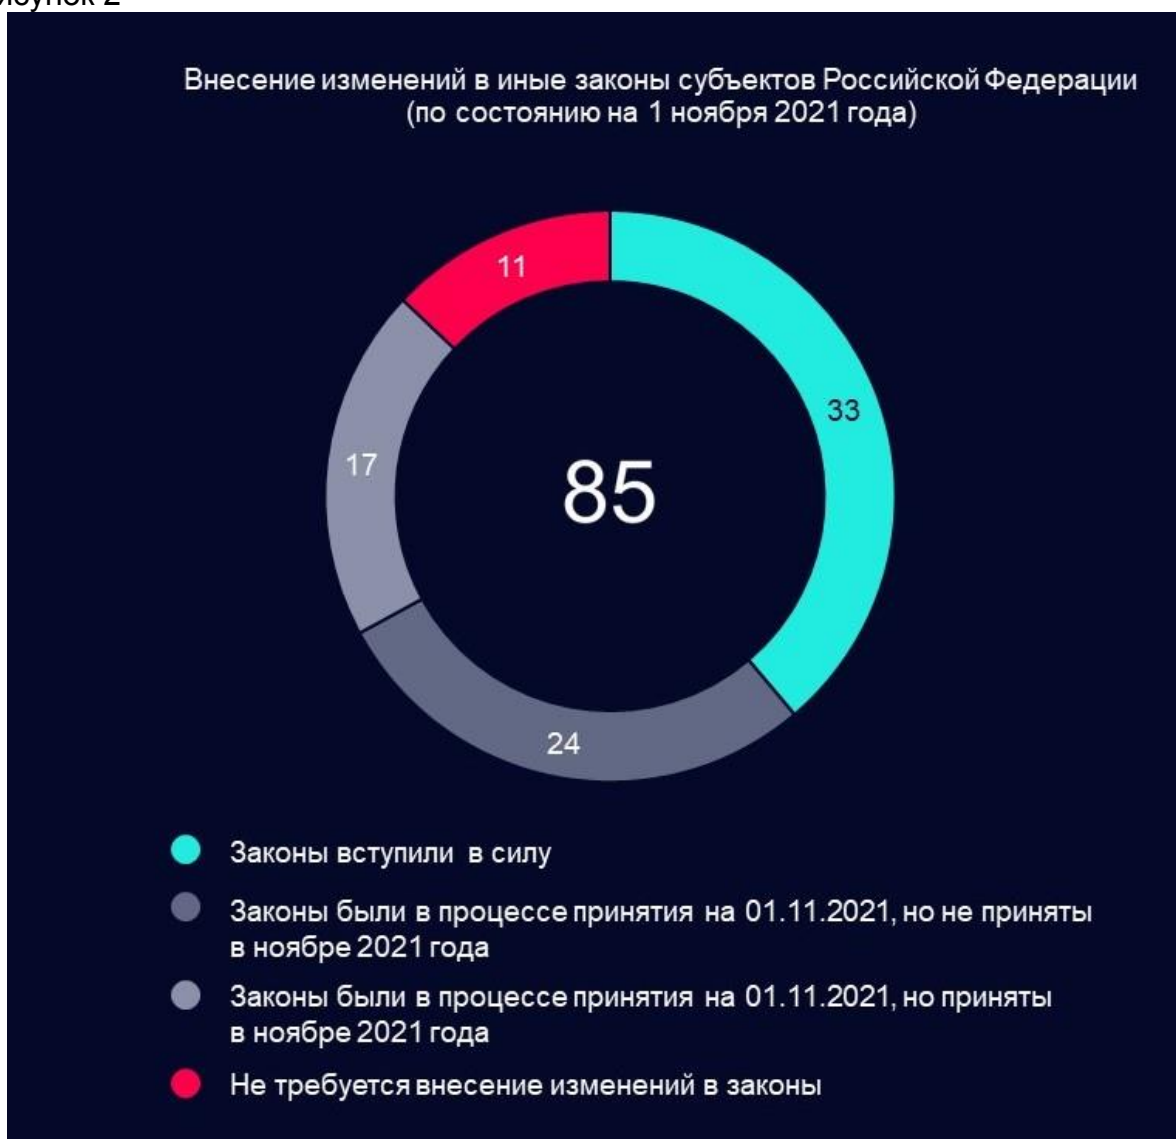 Внесение изменений в иные законы субъектов Российской Федерации
(по состоянию на 1 ноября 2021 года)
11
33
17
85
24
Законы вступили в силу
Законы были в процессе принятия на 01.11.2021, но не приняты
в ноябре 2021 года
Законы были в процессе принятия на 01.11.2021, но приняты
в ноябре 2021 года
Не требуется внесение изменений в законы